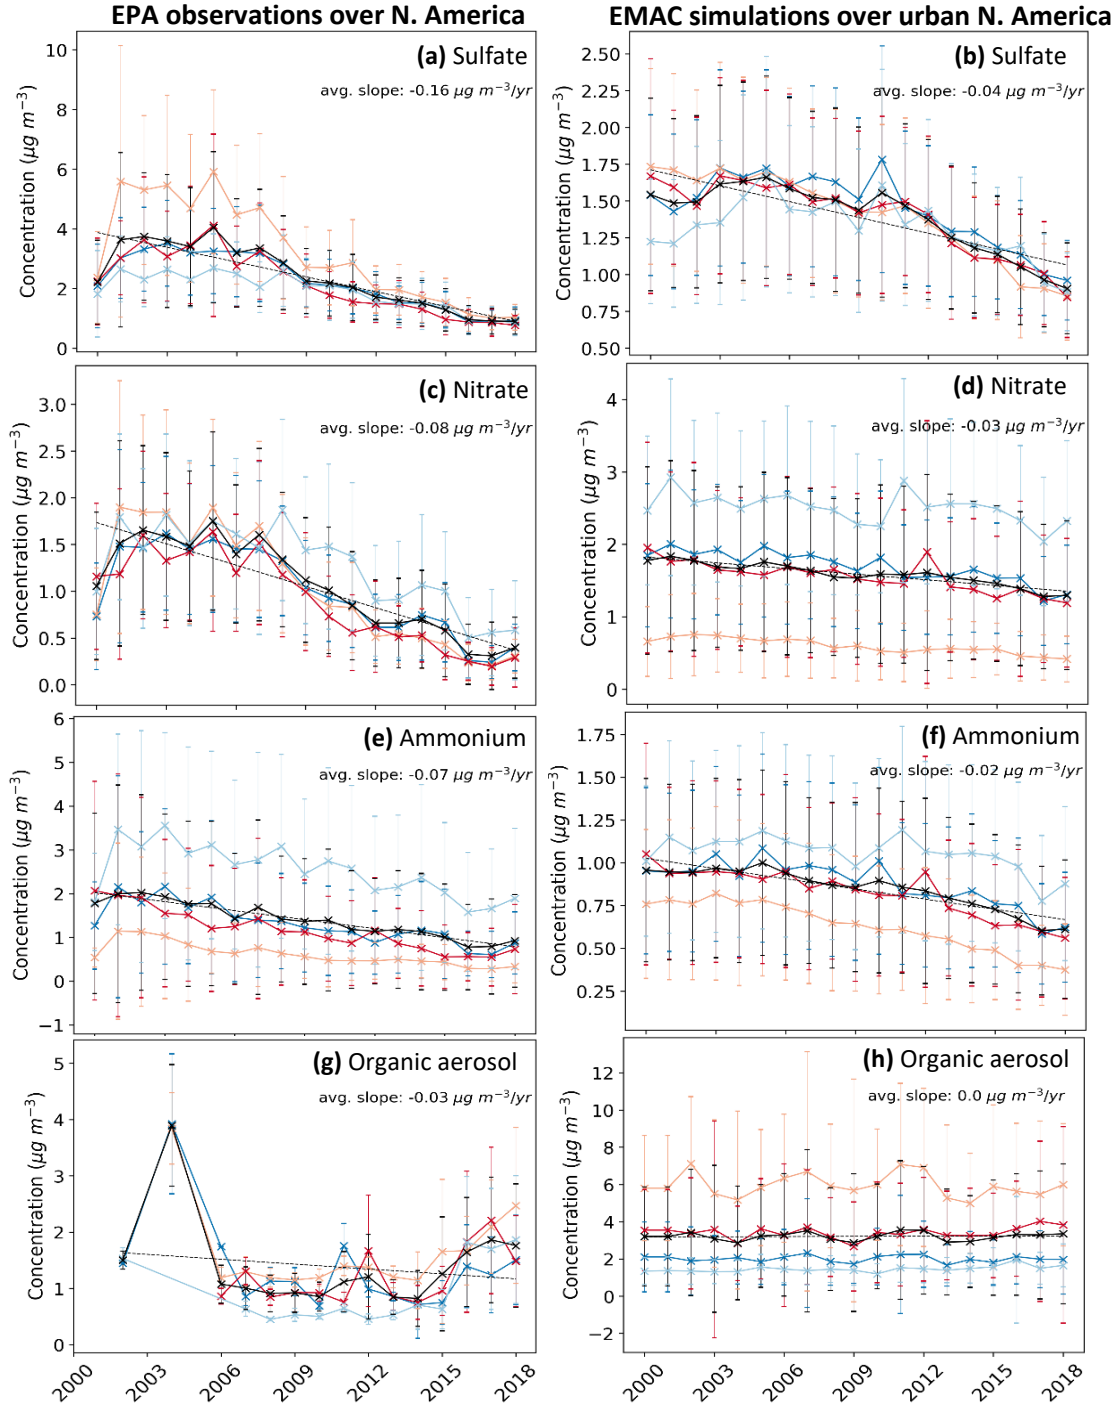 EPA observations over N. America
EMAC simulations over urban N. America
(a) Sulfate
avg. slope: -0.16 μg m⁻³/yr
Concentration (μg m⁻³)
10
8
6
4
2
0
(b) Sulfate
avg. slope: -0.04 μg m⁻³/yr
Concentration (μg m⁻³)
2.50
2.25
2.00
1.75
1.50
1.25
1.00
0.75
0.50
(c) Nitrate
avg. slope: -0.08 μg m⁻³/yr
Concentration (μg m⁻³)
3.0
2.5
2.0
1.5
1.0
0.5
0.0
(d) Nitrate
avg. slope: -0.03 μg m⁻³/yr
Concentration (μg m⁻³)
4
3
2
1
0
(e) Ammonium
avg. slope: -0.07 μg m⁻³/yr
Concentration (μg m⁻³)
6
5
4
3
2
1
0
−1
(f) Ammonium
avg. slope: -0.02 μg m⁻³/yr
Concentration (μg m⁻³)
1.75
1.50
1.25
1.00
0.75
0.50
0.25
(g) Organic aerosol
avg. slope: -0.03 μg m⁻³/yr
Concentration (μg m⁻³)
5
4
3
2
1
0
2000 2003 2006 2009 2012 2015 2018
(h) Organic aerosol
avg. slope: 0.0 μg m⁻³/yr
Concentration (μg m⁻³)
12
10
8
6
4
2
0
−2
2000 2003 2006 2009 2012 2015 2018